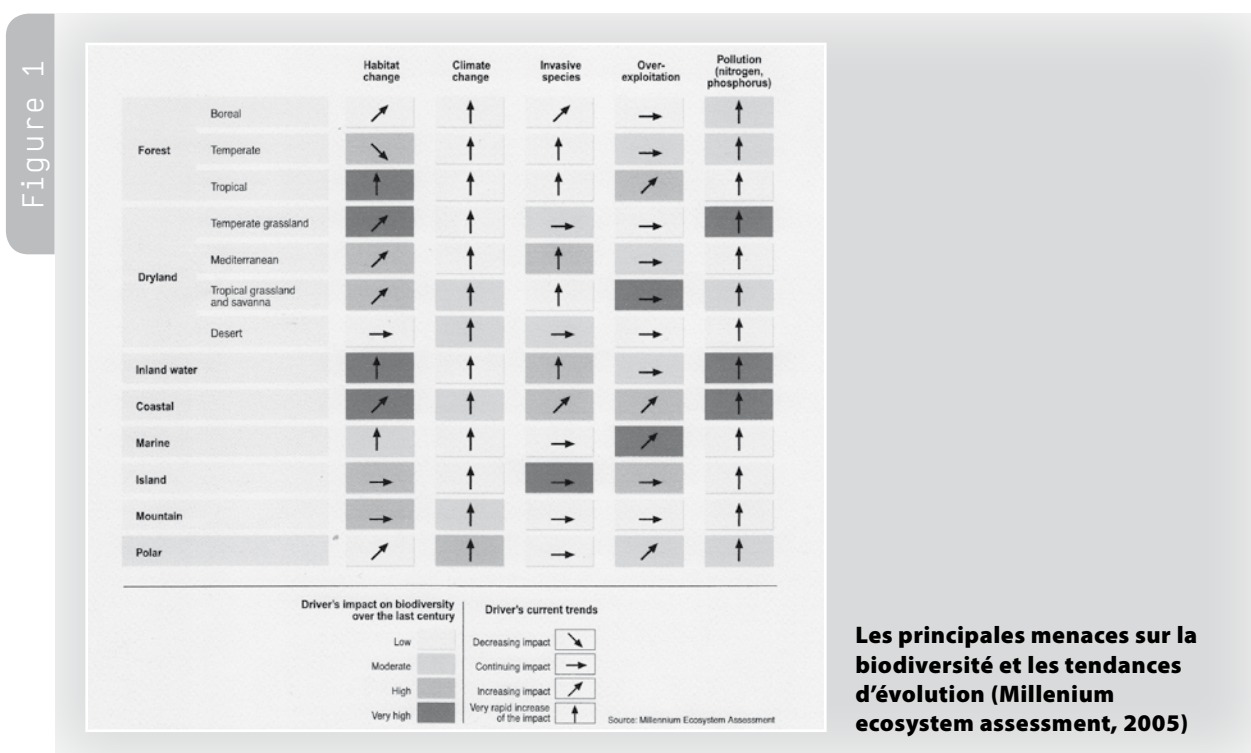 Figure 1
Habitat
change
Climate
change
Invasive
species
Over-
exploitation
Pollution
(nitrogen,
phosphorus)
Forest
Boreal
Temperate
Tropical
Dryland
Temperate grassland
Mediterranean
Tropical grassland
and savanna
Desert
Inland water
Coastal
Marine
Island
Mountain
Polar
Driver's impact on biodiversity
over the last century
Low
Moderate
High
Very high
Driver's current trends
Decreasing impact
Continuing impact
Increasing impact
Very rapid increase
of the impact
Source: Millennium Ecosystem Assessment
Les principales menaces sur la
biodiversité et les tendances
d'évolution (Millenium
ecosystem assessment, 2005)